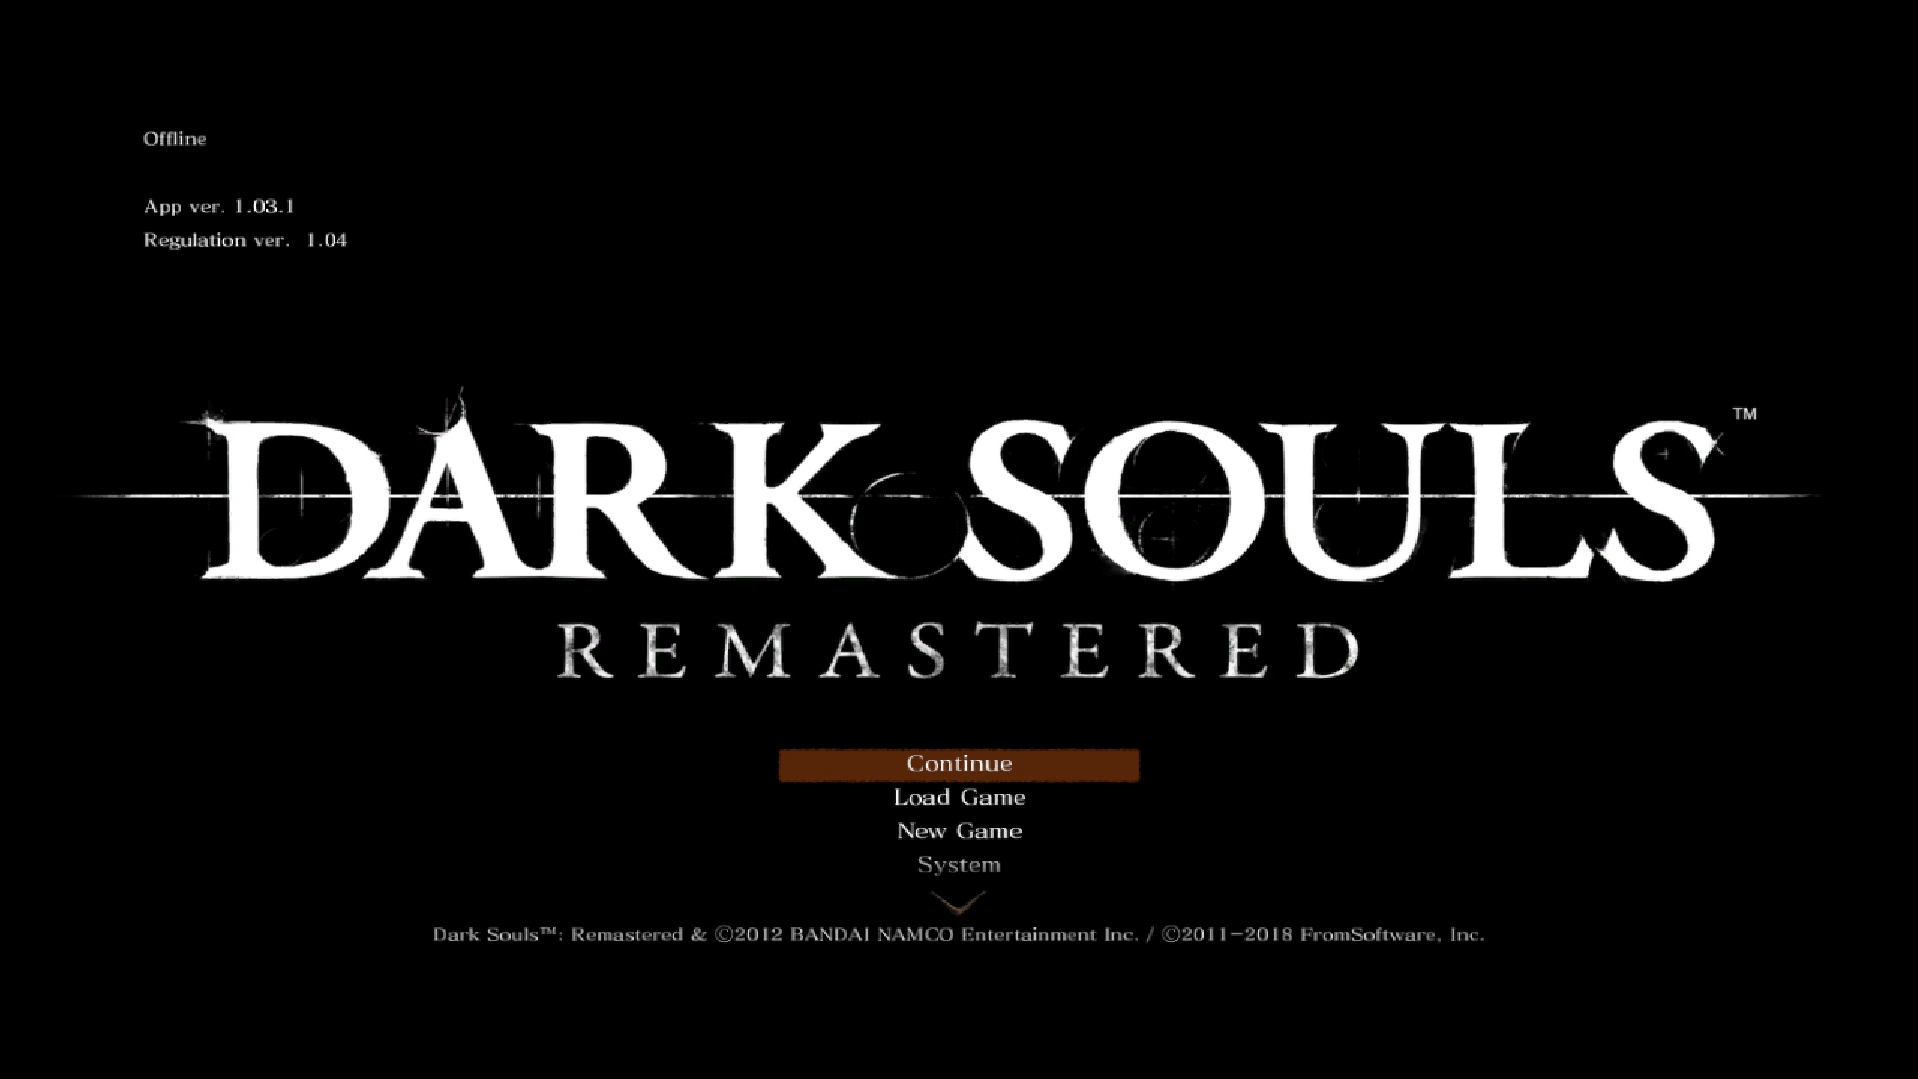 Offline
App ver. 1.03.1
Regulation ver. 1.04
DARK SOULS™
REMASTERED
Continue
Load Game
New Game
System
Dark Souls™: Remastered & ©2012 BANDAI NAMCO Entertainment Inc. / ©2011-2018 FromSoftware, Inc.